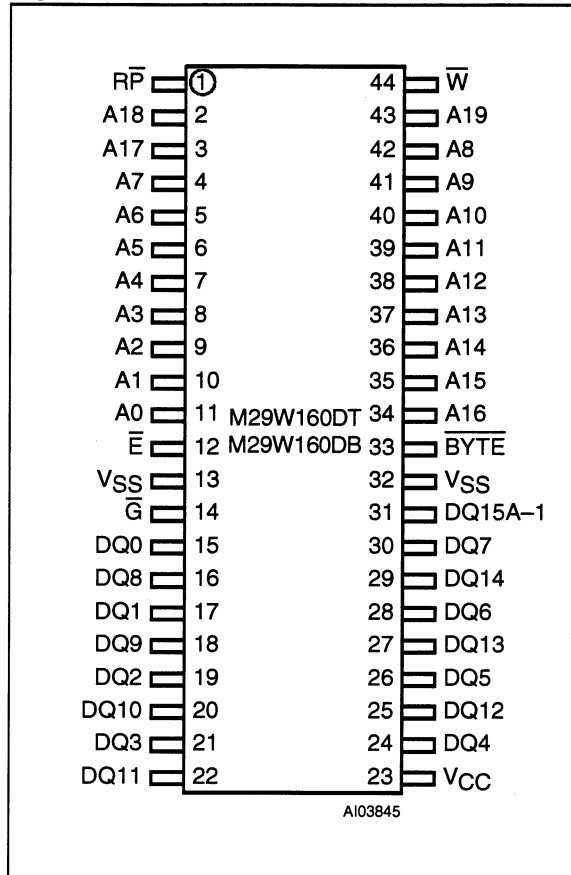 RP̅ 1 44 W̅
A18 2 43 A19
A17 3 42 A8
A7 4 41 A9
A6 5 40 A10
A5 6 39 A11
A4 7 38 A12
A3 8 37 A13
A2 9 36 A14
A1 10 35 A15
A0 11 M29W160DT 34 A16
E̅ 12 M29W160DB 33 B̅Y̅T̅E̅
VSS 13 32 VSS
G̅ 14 31 DQ15A–1
DQ0 15 30 DQ7
DQ8 16 29 DQ14
DQ1 17 28 DQ6
DQ9 18 27 DQ13
DQ2 19 26 DQ5
DQ10 20 25 DQ12
DQ3 21 24 DQ4
DQ11 22 23 VCC
AI03845